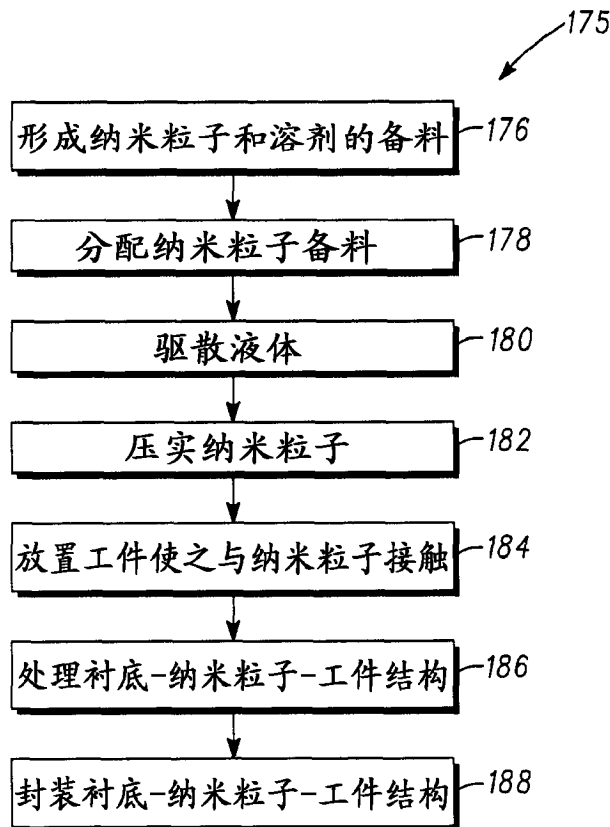 175
形成纳米粒子和溶剂的备料 176
分配纳米粒子备料 178
驱散液体 180
压实纳米粒子 182
放置工件使之与纳米粒子接触 184
处理衬底-纳米粒子-工件结构 186
封装衬底-纳米粒子-工件结构 188